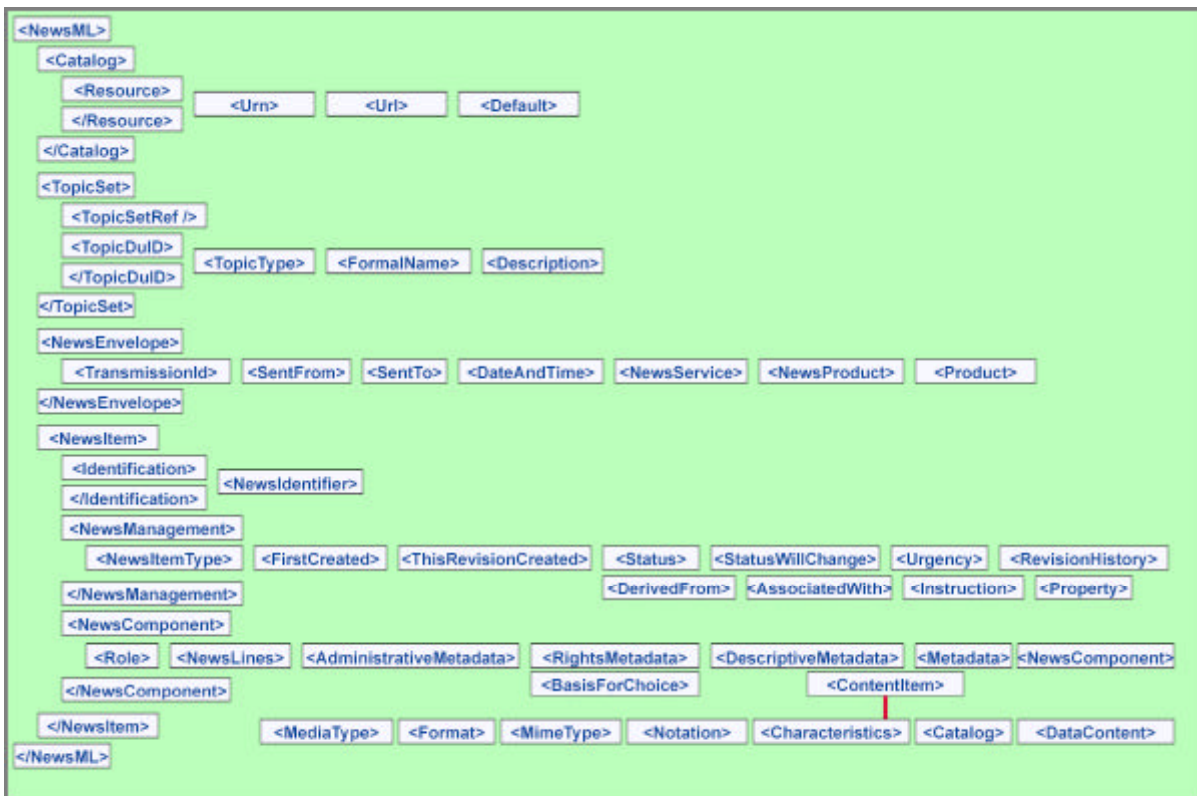 <NewsML>
<Catalog>
<Resource>
<Urn> <Url> <Default>
</Resource>
</Catalog>
<TopicSet>
<TopicSetRef />
<TopicDuID>
<TopicType> <FormalName> <Description>
</TopicDuID>
</TopicSet>
<NewsEnvelope>
<TransmissionId> <SentFrom> <SentTo> <DateAndTime> <NewsService> <NewsProduct> <Product>
</NewsEnvelope>
<NewsItem>
<Identification>
<NewsIdentifier>
</Identification>
<NewsManagement>
<NewsItemType> <FirstCreated> <ThisRevisionCreated> <Status> <StatusWillChange> <Urgency> <RevisionHistory>
</NewsManagement> <DerivedFrom> <AssociatedWith> <Instruction> <Property>
<NewsComponent>
<Role> <NewsLines> <AdministrativeMetadata> <RightsMetadata> <DescriptiveMetadata> <Metadata> <NewsComponent>
</NewsComponent> <BasisForChoice> <ContentItem>
</NewsItem> <MediaType> <Format> <MimeType> <Notation> <Characteristics> <Catalog> <DataContent>
</NewsML>